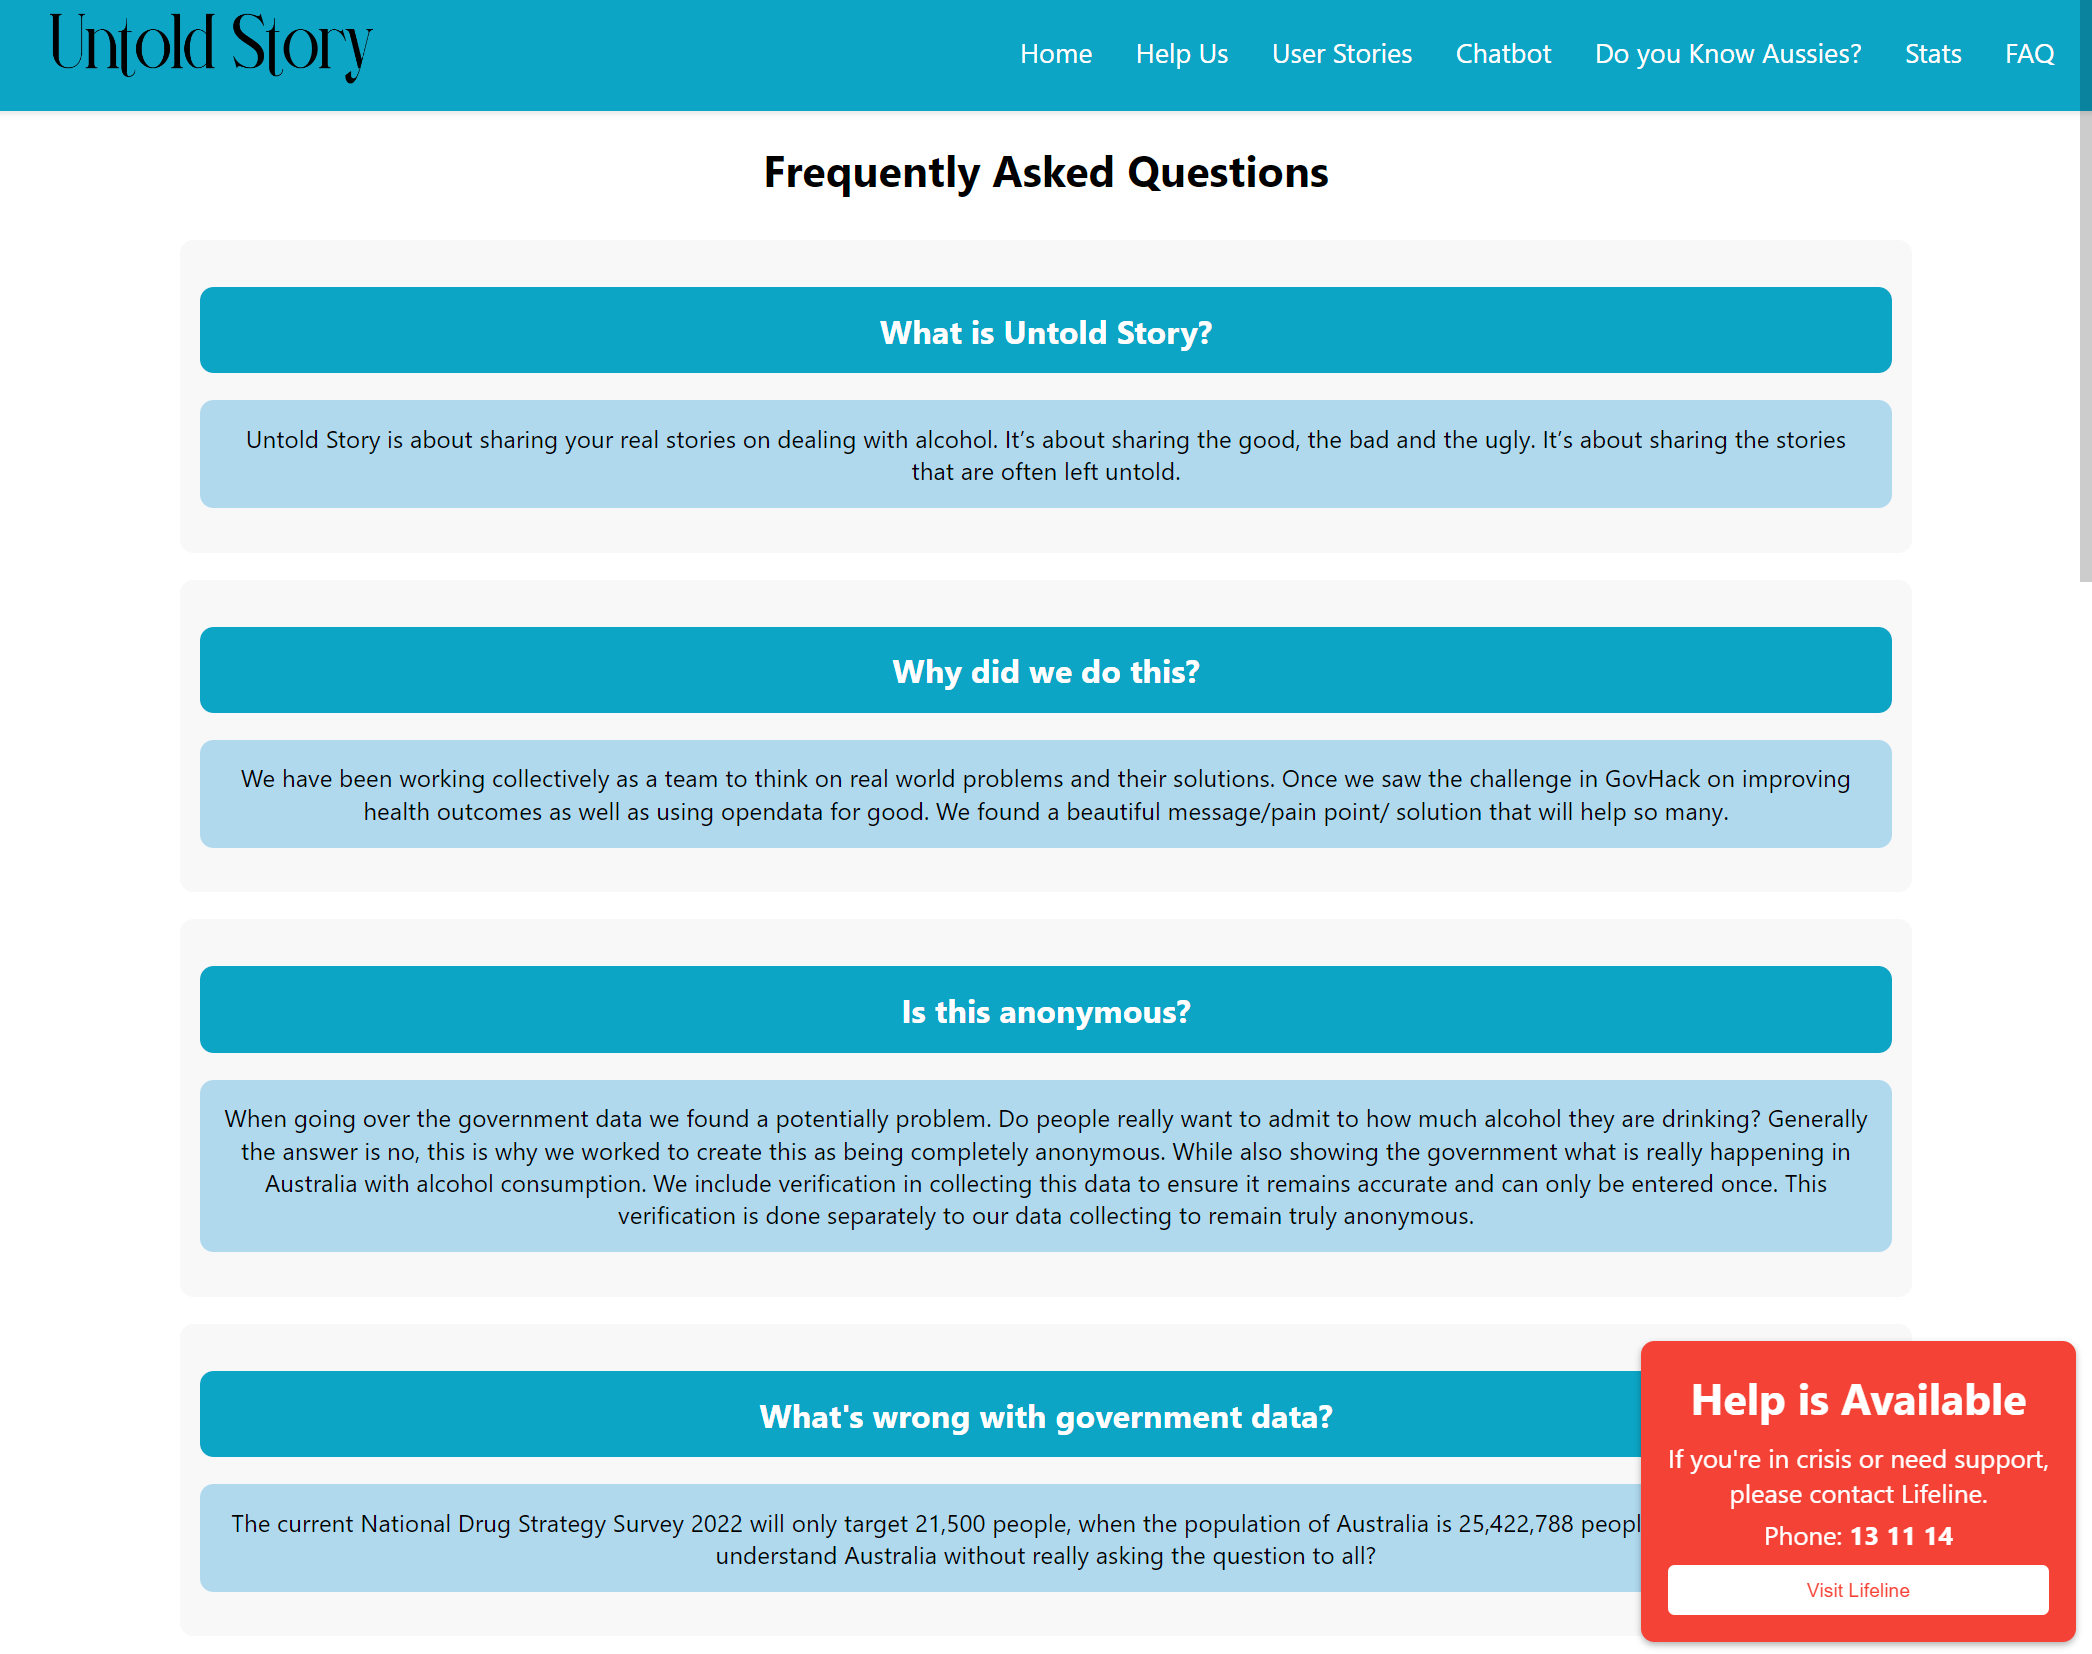 Untold Story
Home Help Us User Stories Chatbot Do you Know Aussies? Stats FAQ
Frequently Asked Questions
What is Untold Story?
Untold Story is about sharing your real stories on dealing with alcohol. It’s about sharing the good, the bad and the ugly. It’s about sharing the stories
that are often left untold.
Why did we do this?
We have been working collectively as a team to think on real world problems and their solutions. Once we saw the challenge in GovHack on improving
health outcomes as well as using opendata for good. We found a beautiful message/pain point/ solution that will help so many.
Is this anonymous?
When going over the government data we found a potentially problem. Do people really want to admit to how much alcohol they are drinking? Generally
the answer is no, this is why we worked to create this as being completely anonymous. While also showing the government what is really happening in
Australia with alcohol consumption. We include verification in collecting this data to ensure it remains accurate and can only be entered once. This
verification is done separately to our data collecting to remain truly anonymous.
What's wrong with government data?
The current National Drug Strategy Survey 2022 will only target 21,500 people, when the population of Australia is 25,422,788
understand Australia without really asking the question to all?
Help is Available
If you're in crisis or need support,
please contact Lifeline.
Phone: 13 11 14
Visit Lifeline